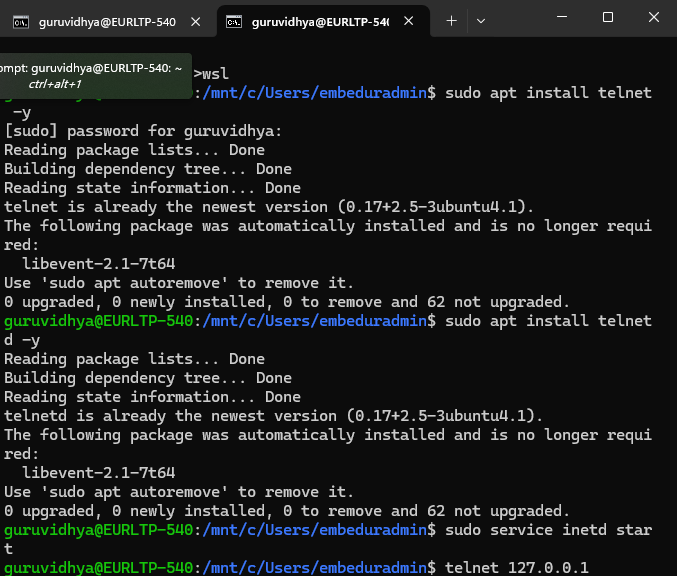 guruvidhya@EURLTP-540
guruvidhya@EURLTP-54
ompt: guruvidhya@EURLTP-540: ~
ctrl+alt+1
>wsl
:/mnt/c/Users/embeduradmin$ sudo apt install telnet
-y
[sudo] password for guruvidhya:
Reading package lists... Done
Building dependency tree... Done
Reading state information... Done
telnet is already the newest version (0.17+2.5-3ubuntu4.1).
The following package was automatically installed and is no longer requi
red:
libevent-2.1-7t64
Use 'sudo apt autoremove' to remove it.
0 upgraded, 0 newly installed, 0 to remove and 62 not upgraded.
guruvidhya@EURLTP-540:/mnt/c/Users/embeduradmin$ sudo apt install telnet
d -y
Reading package lists... Done
Building dependency tree... Done
Reading state information... Done
telnetd is already the newest version (0.17+2.5-3ubuntu4.1).
The following package was automatically installed and is no longer requi
red:
libevent-2.1-7t64
Use 'sudo apt autoremove' to remove it.
0 upgraded, 0 newly installed, 0 to remove and 62 not upgraded.
guruvidhya@EURLTP-540:/mnt/c/Users/embeduradmin$ sudo service inetd star
t
guruvidhya@EURLTP-540:/mnt/c/Users/embeduradmin$ telnet 127.0.0.1